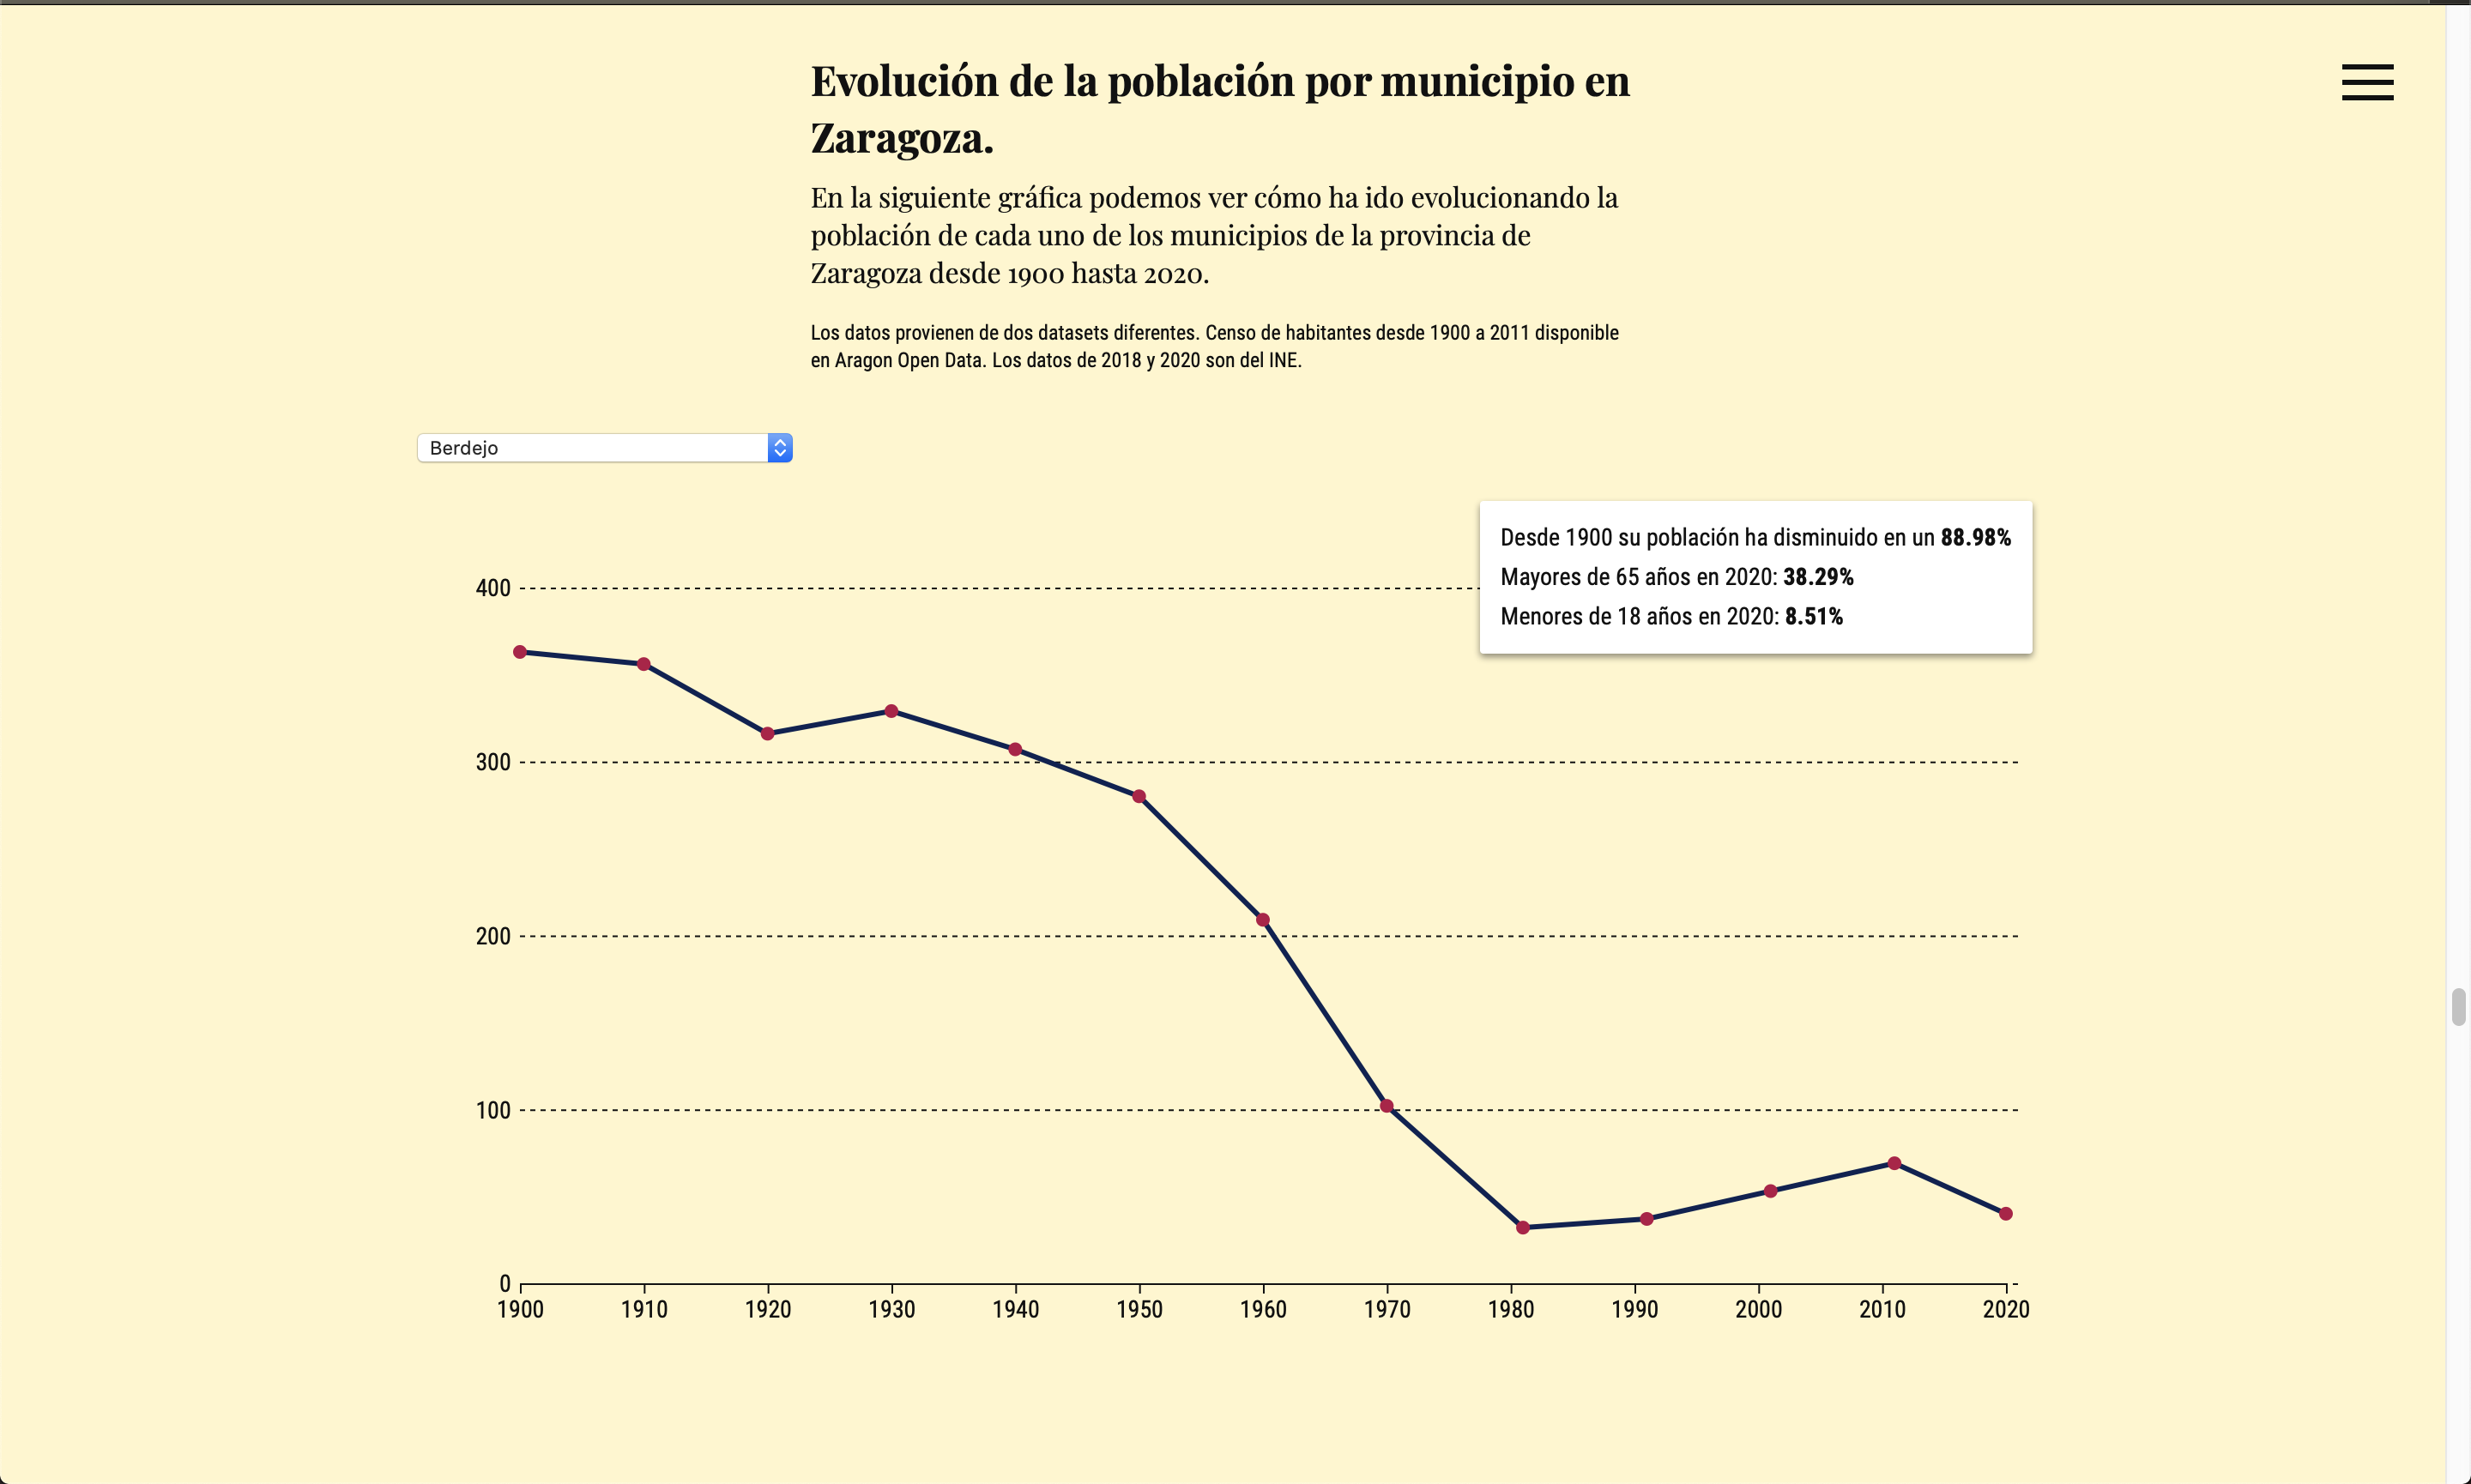 Evolución de la población por municipio en
Zaragoza.
En la siguiente gráfica podemos ver cómo ha ido evolucionando la
población de cada uno de los municipios de la provincia de
Zaragoza desde 1900 hasta 2020.
Los datos provienen de dos datasets diferentes. Censo de habitantes desde 1900 a 2011 disponible
en Aragon Open Data. Los datos de 2018 y 2020 son del INE.
Berdejo
Desde 1900 su población ha disminuido en un 88.98%
Mayores de 65 años en 2020: 38.29%
Menores de 18 años en 2020: 8.51%
400
300
200
100
0
1900 1910 1920 1930 1940 1950 1960 1970 1980 1990 2000 2010 2020